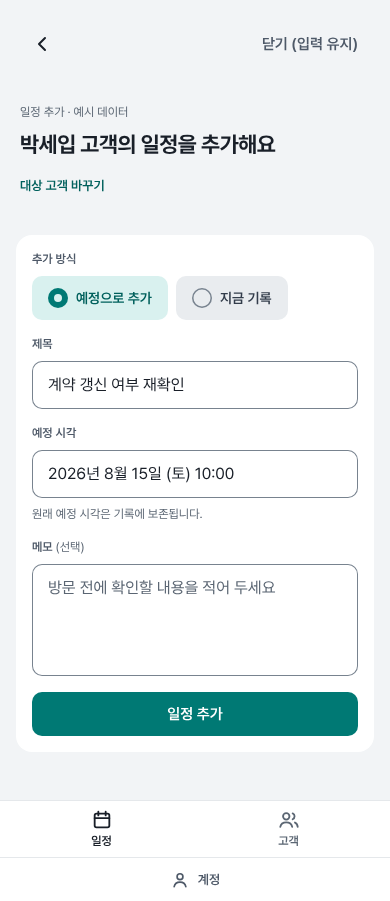 닫기 (입력 유지)
일정 추가 · 예시 데이터
박세입 고객의 일정을 추가해요
대상 고객 바꾸기
추가 방식
예정으로 추가
지금 기록
제목
계약 갱신 여부 재확인
예정 시각
2026년 8월 15일 (토) 10:00
원래 예정 시각은 기록에 보존됩니다.
메모 (선택)
방문 전에 확인할 내용을 적어 두세요
일정 추가
일정
고객
계정